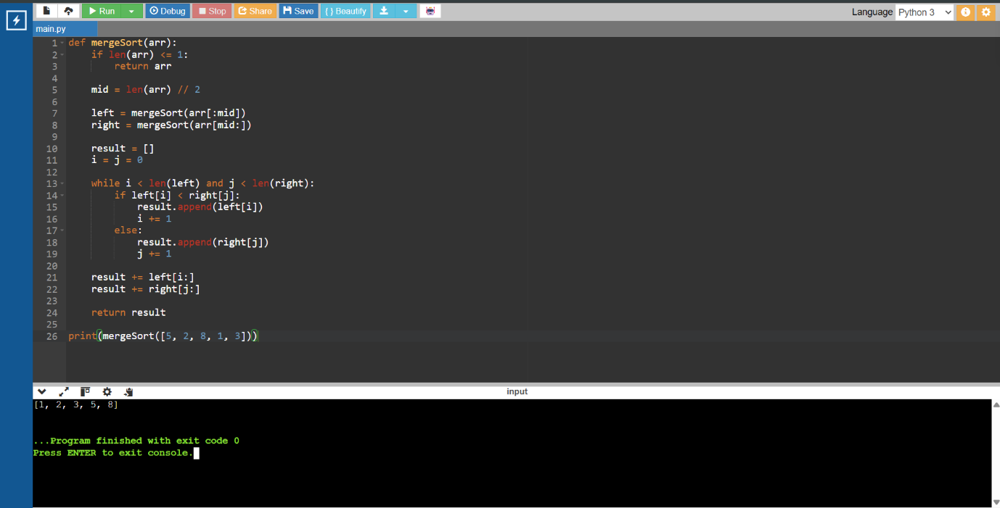 Run Debug Stop Share Save { } Beautify Language Python 3
main.py
1 def mergeSort(arr):
2     if len(arr) <= 1:
3         return arr
4
5     mid = len(arr) // 2
6
7     left = mergeSort(arr[:mid])
8     right = mergeSort(arr[mid:])
9
10     result = []
11     i = j = 0
12
13     while i < len(left) and j < len(right):
14         if left[i] < right[j]:
15             result.append(left[i])
16             i += 1
17         else:
18             result.append(right[j])
19             j += 1
20
21     result += left[i:]
22     result += right[j:]
23
24     return result
25
26 print(mergeSort([5, 2, 8, 1, 3]))
input
[1, 2, 3, 5, 8]
...Program finished with exit code 0
Press ENTER to exit console.